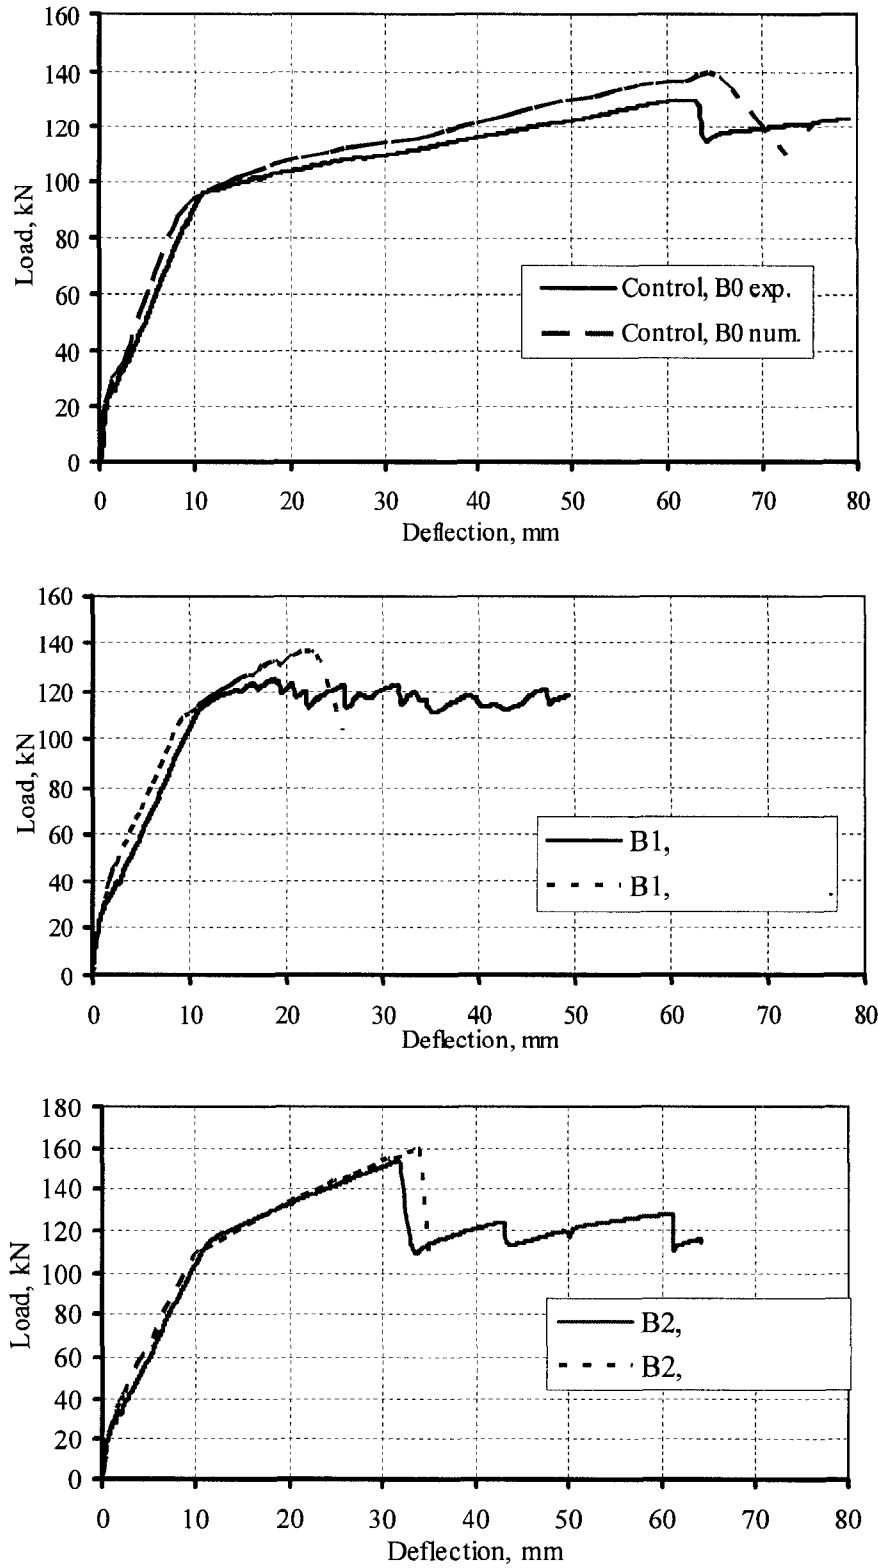 160
140
120
100
80
60
40
20
0
Load, kN
Control, B0 exp.
Control, B0 num.
0 10 20 30 40 50 60 70 80
Deflection, mm
160
140
120
100
80
60
40
20
0
Load, kN
B1,
B1,
0 10 20 30 40 50 60 70 80
Deflection, mm
180
160
140
120
100
80
60
40
20
0
Load, kN
B2,
B2,
0 10 20 30 40 50 60 70 80
Deflection, mm